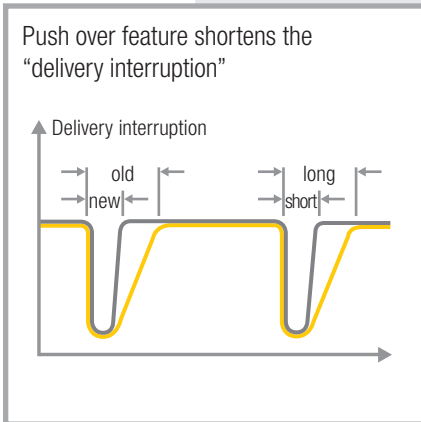 Push over feature shortens the
“delivery interruption”
Delivery interruption
old
long
new
short